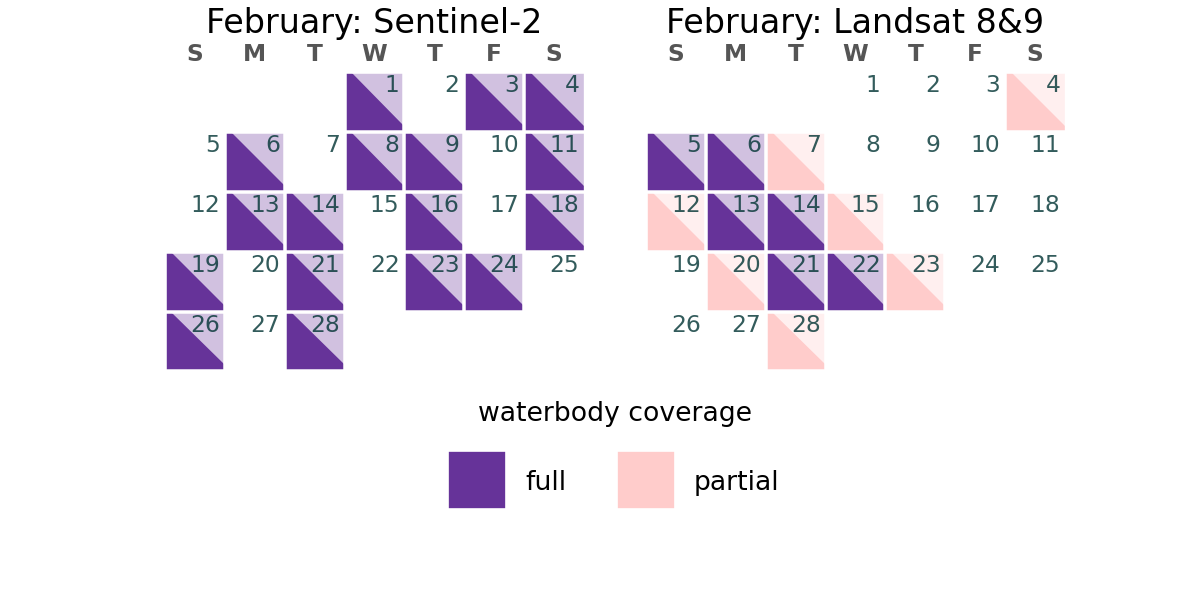 February: Sentinel-2
S M T W T F S
1 2 3 4
5 6 7 8 9 10 11
12 13 14 15 16 17 18
19 20 21 22 23 24 25
26 27 28
February: Landsat 8&9
S M T W T F S
1 2 3 4
5 6 7 8 9 10 11
12 13 14 15 16 17 18
19 20 21 22 23 24 25
26 27 28
waterbody coverage
full partial